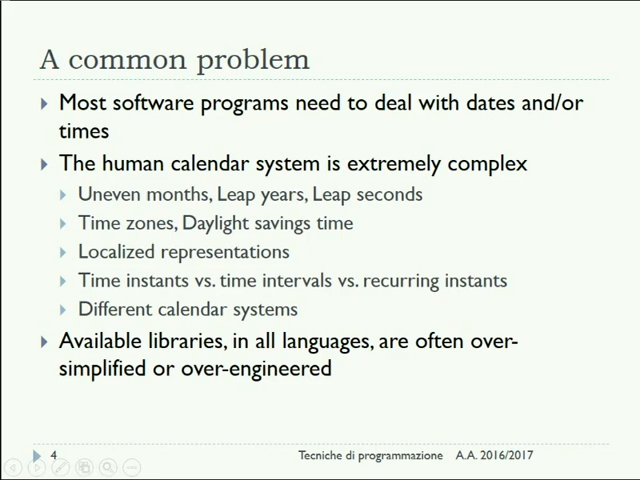 A common problem
Most software programs need to deal with dates and/or
times
The human calendar system is extremely complex
Uneven months, Leap years, Leap seconds
Time zones, Daylight savings time
Localized representations
Time instants vs. time intervals vs. recurring instants
Different calendar systems
Available libraries, in all languages, are often over-
simplified or over-engineered
4 Tecniche di programmazione A.A. 2016/2017